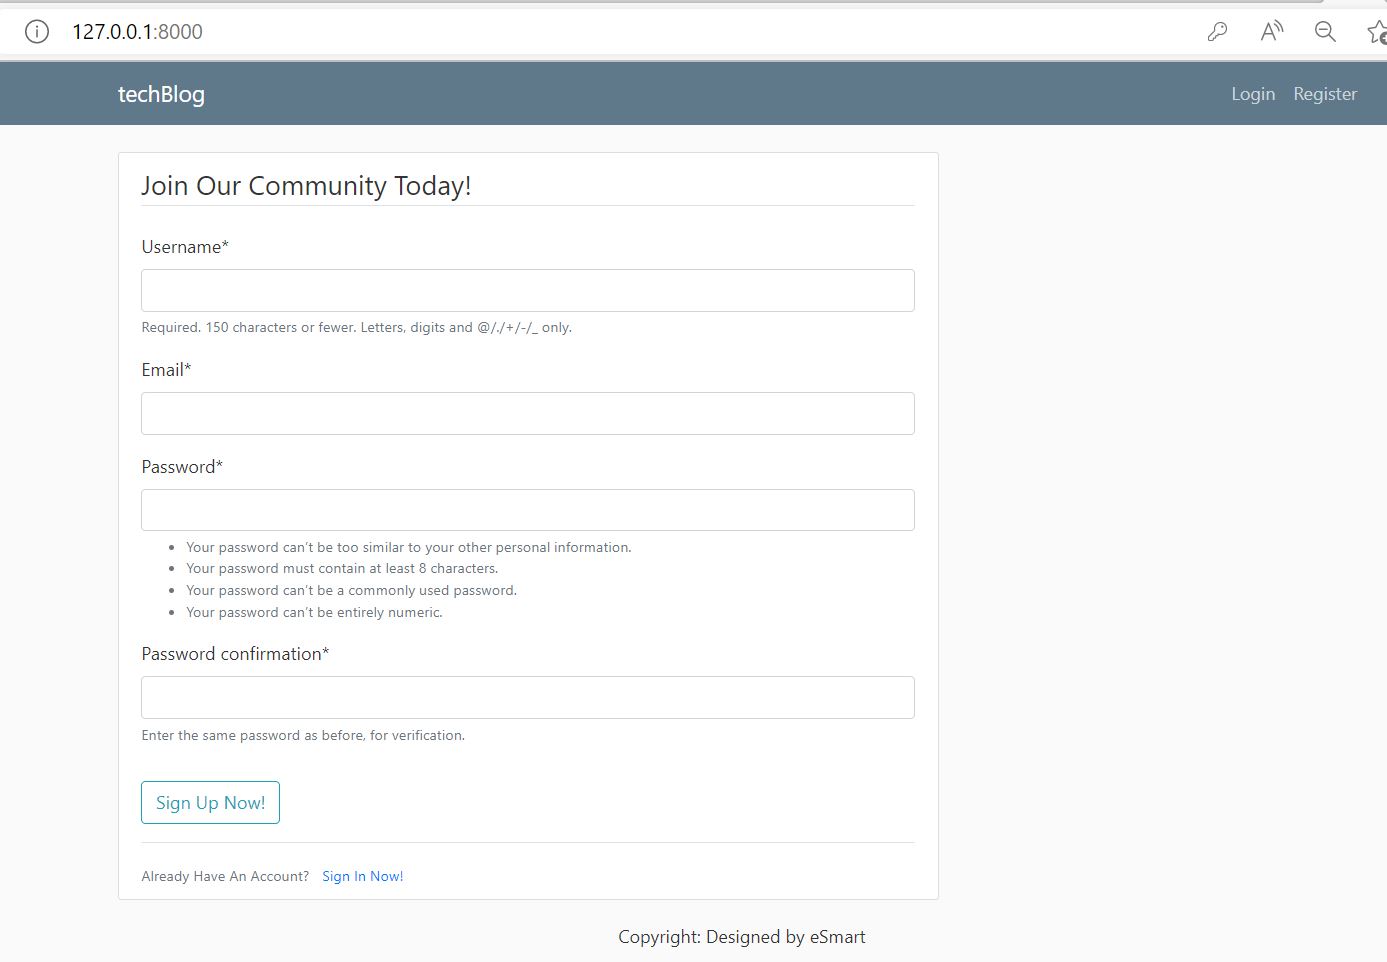 127.0.0.1:8000
techBlog
Login Register
Join Our Community Today!
Username*
Required. 150 characters or fewer. Letters, digits and @/./+/-/_ only.
Email*
Password*
Your password can’t be too similar to your other personal information.
Your password must contain at least 8 characters.
Your password can’t be a commonly used password.
Your password can’t be entirely numeric.
Password confirmation*
Enter the same password as before, for verification.
Sign Up Now!
Already Have An Account? Sign In Now!
Copyright: Designed by eSmart